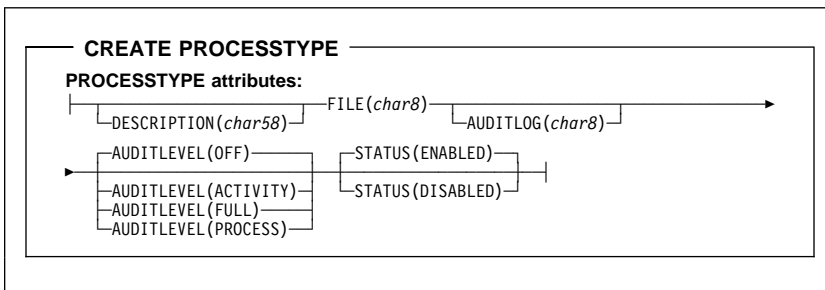 CREATE PROCESSTYPE
PROCESSTYPE attributes:
FILE(char8)
DESCRIPTION(char58) AUDITLOG(char8)
AUDITLEVEL(OFF) STATUS(ENABLED)
AUDITLEVEL(ACTIVITY) STATUS(DISABLED)
AUDITLEVEL(FULL)
AUDITLEVEL(PROCESS)